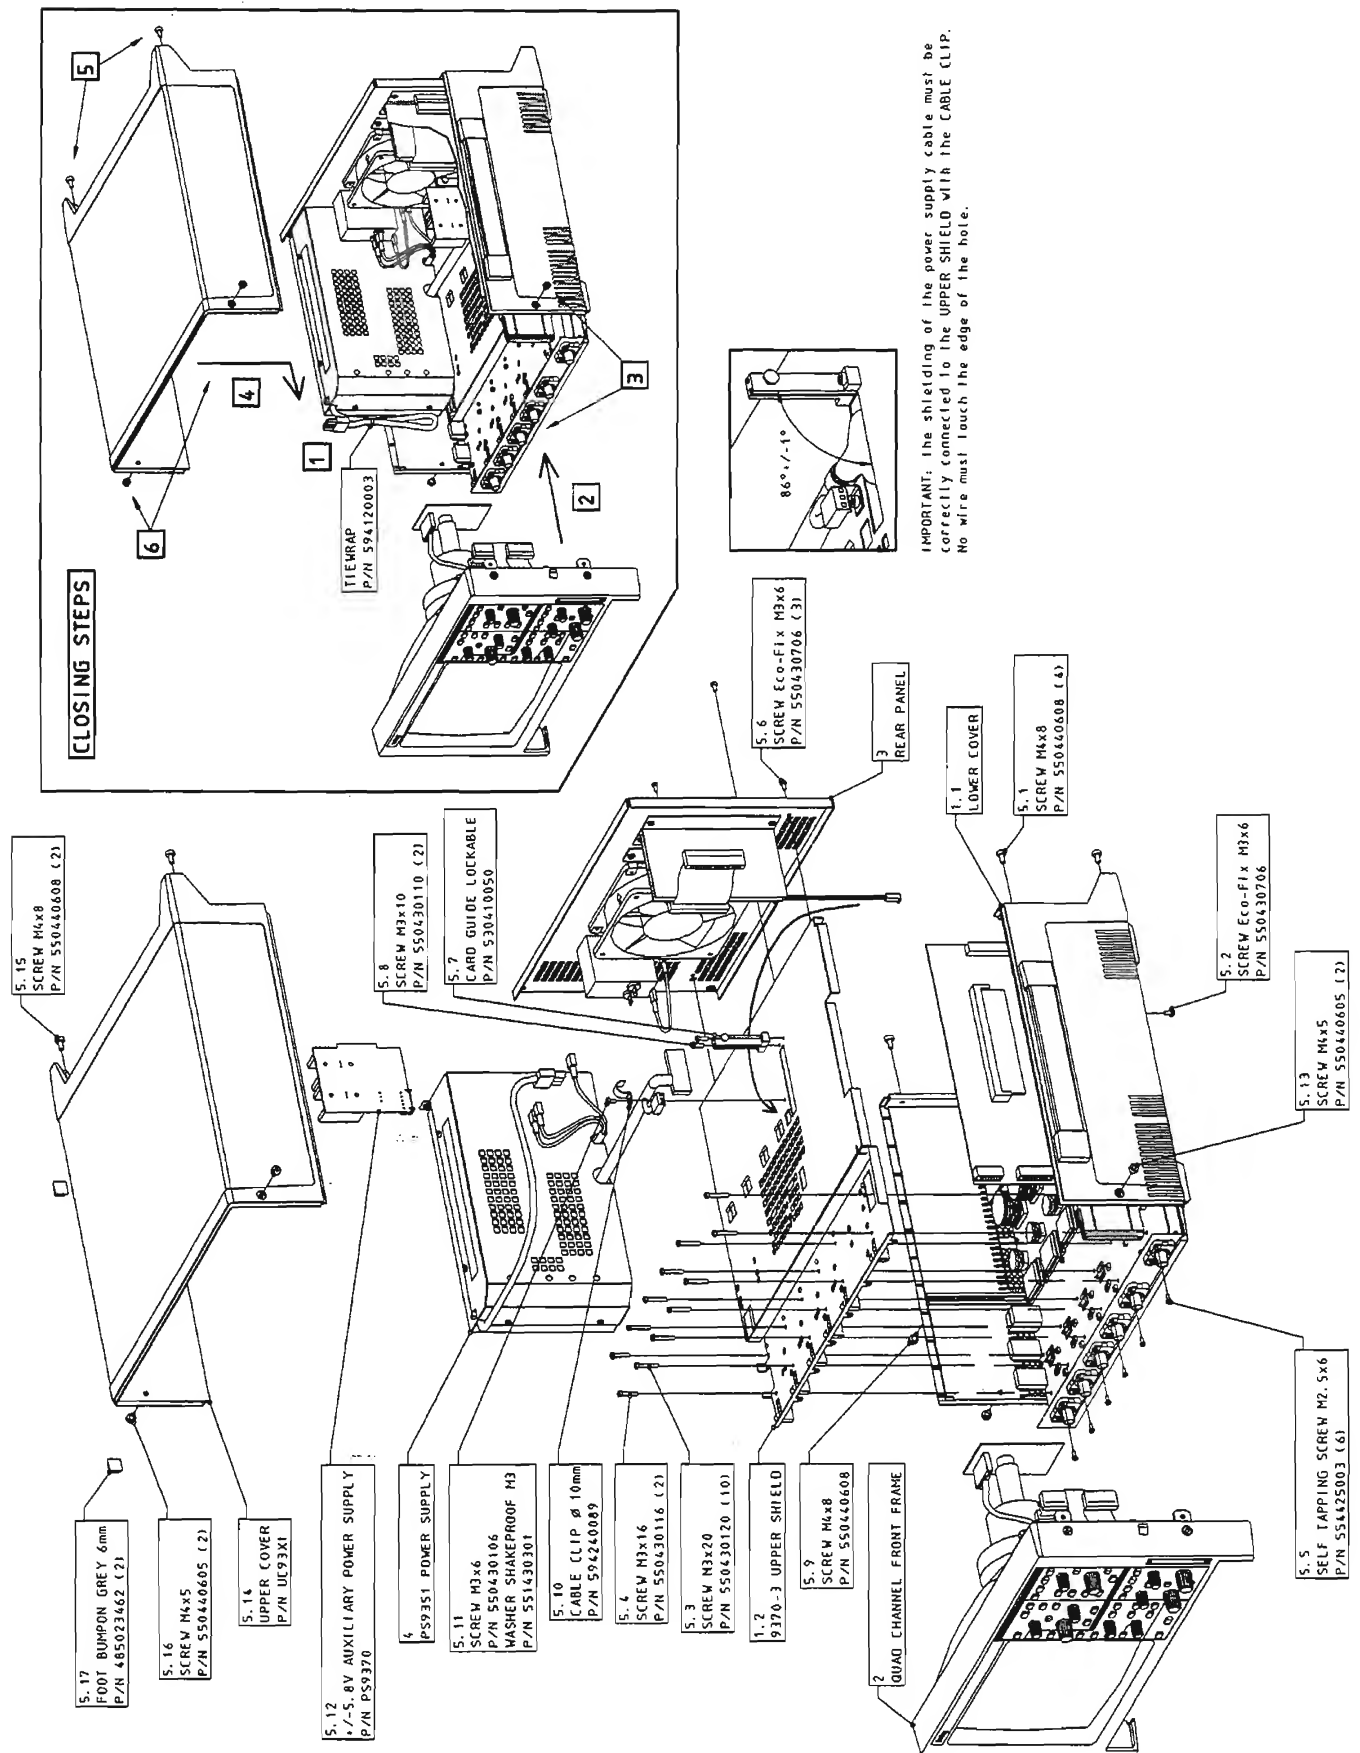 CLOSING STEPS
5
6
4
1
TIEWRAP
P/N 594120003
2
3
86°+/-1°
IMPORTANT: The shielding of the power supply cable must be
correctly connected to the UPPER SHIELD with the CABLE CLIP.
No wire must touch the edge of the hole.
5.15
SCREW M4x8
P/N 550440608 (2)
5.8
SCREW M3x10
P/N 550430110 (2)
5.7
CARD GUIDE LOCKABLE
P/N 530410050
5.6
SCREW Eco-Fix M3x6
P/N 550430706 (3)
3
REAR PANEL
1.1
LOWER COVER
5.1
SCREW M4x8
P/N 550440608 (4)
5.2
SCREW Eco-Fix M3x6
P/N 550430706
5.13
SCREW M4x5
P/N 550440605 (2)
5.17
FOOT BUMPON GREY 6mm
P/N 485023462 (2)
5.16
SCREW M4x5
P/N 550440605 (2)
5.14
UPPER COVER
P/N UC93X1
5.12
+/-5.8V AUXILIARY POWER SUPPLY
P/N PS9370
4
PS9351 POWER SUPPLY
5.11
SCREW M3x6
P/N 550430106
WASHER SHAKEPROOF M3
P/N 551430301
5.10
CABLE CLIP ø 10mm
P/N 594240089
5.4
SCREW M3x16
P/N 550430116 (2)
5.3
SCREW M3x20
P/N 550430120 (10)
1.2
9370-3 UPPER SHIELD
5.9
SCREW M4x8
P/N 550440608
2
QUAD CHANNEL FRONT FRAME
5.5
SELF TAPPING SCREW M2.5x6
P/N 554425003 (6)